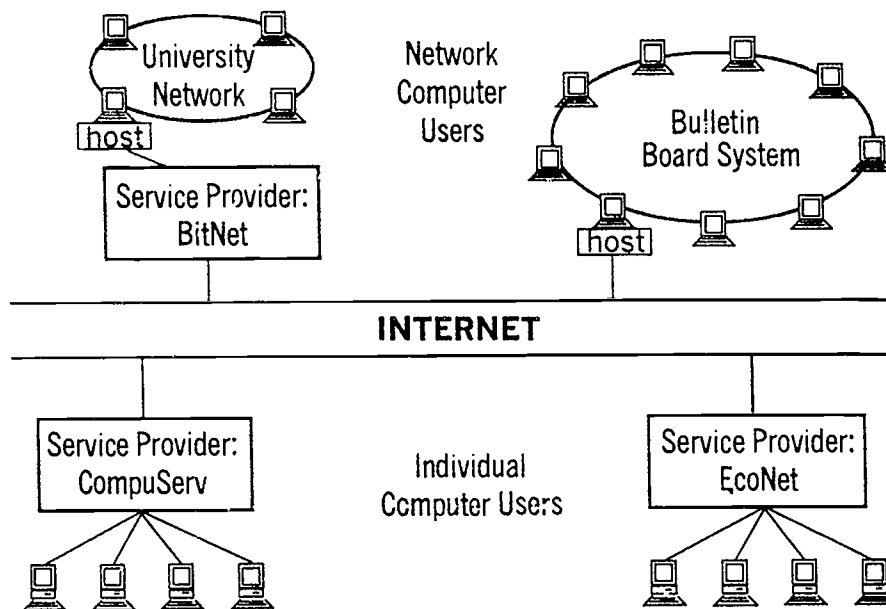 University
Network
host
Service Provider:
BitNet
Network
Computer
Users
Bulletin
Board System
host
INTERNET
Service Provider:
CompuServ
Individual
Computer Users
Service Provider:
EcoNet